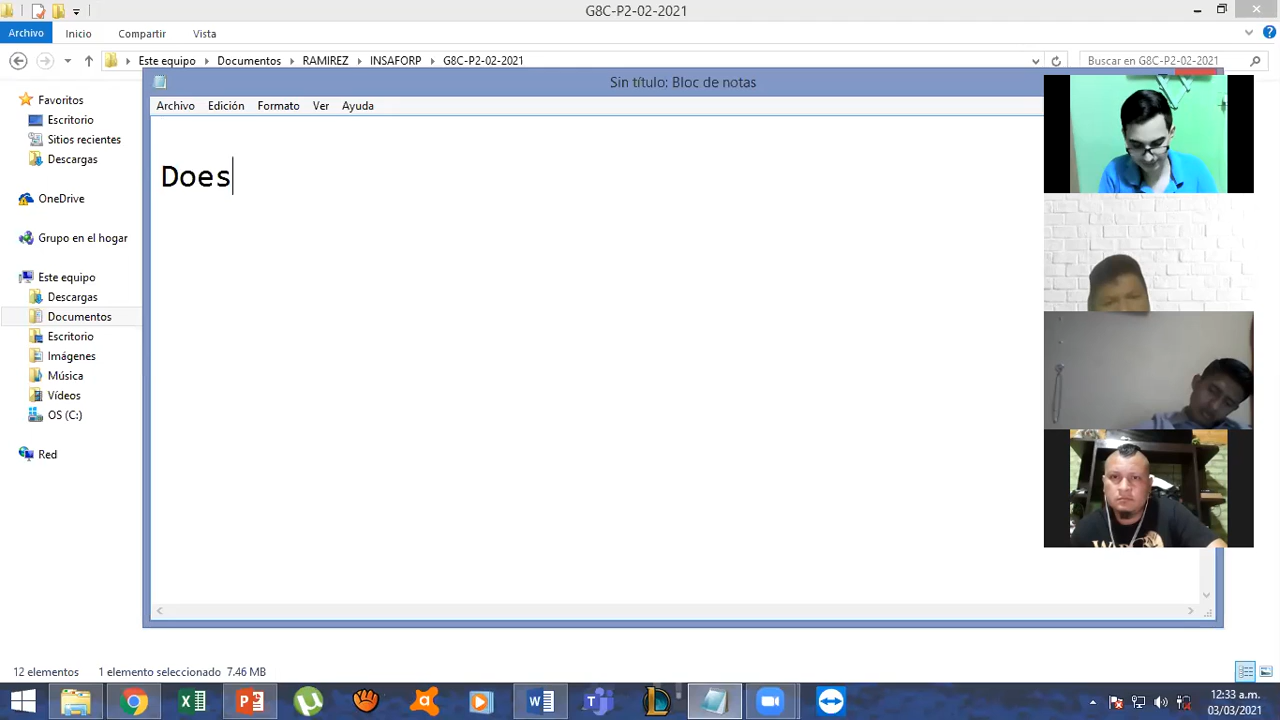 G8C-P2-02-2021
Archivo Inicio Compartir Vista
Este equipo Documentos RAMIREZ INSAFORP G8C-P2-02-2021
Buscar en G8C-P2-02-2021
Sin título: Bloc de notas
Archivo Edición Formato Ver Ayuda
Does
Favoritos
Escritorio
Sitios recientes
Descargas
OneDrive
Grupo en el hogar
Este equipo
Descargas
Documentos
Escritorio
Imágenes
Música
Vídeos
OS (C:)
Red
12 elementos 1 elemento seleccionado 7.46 MB
12:33 a.m.
03/03/2021